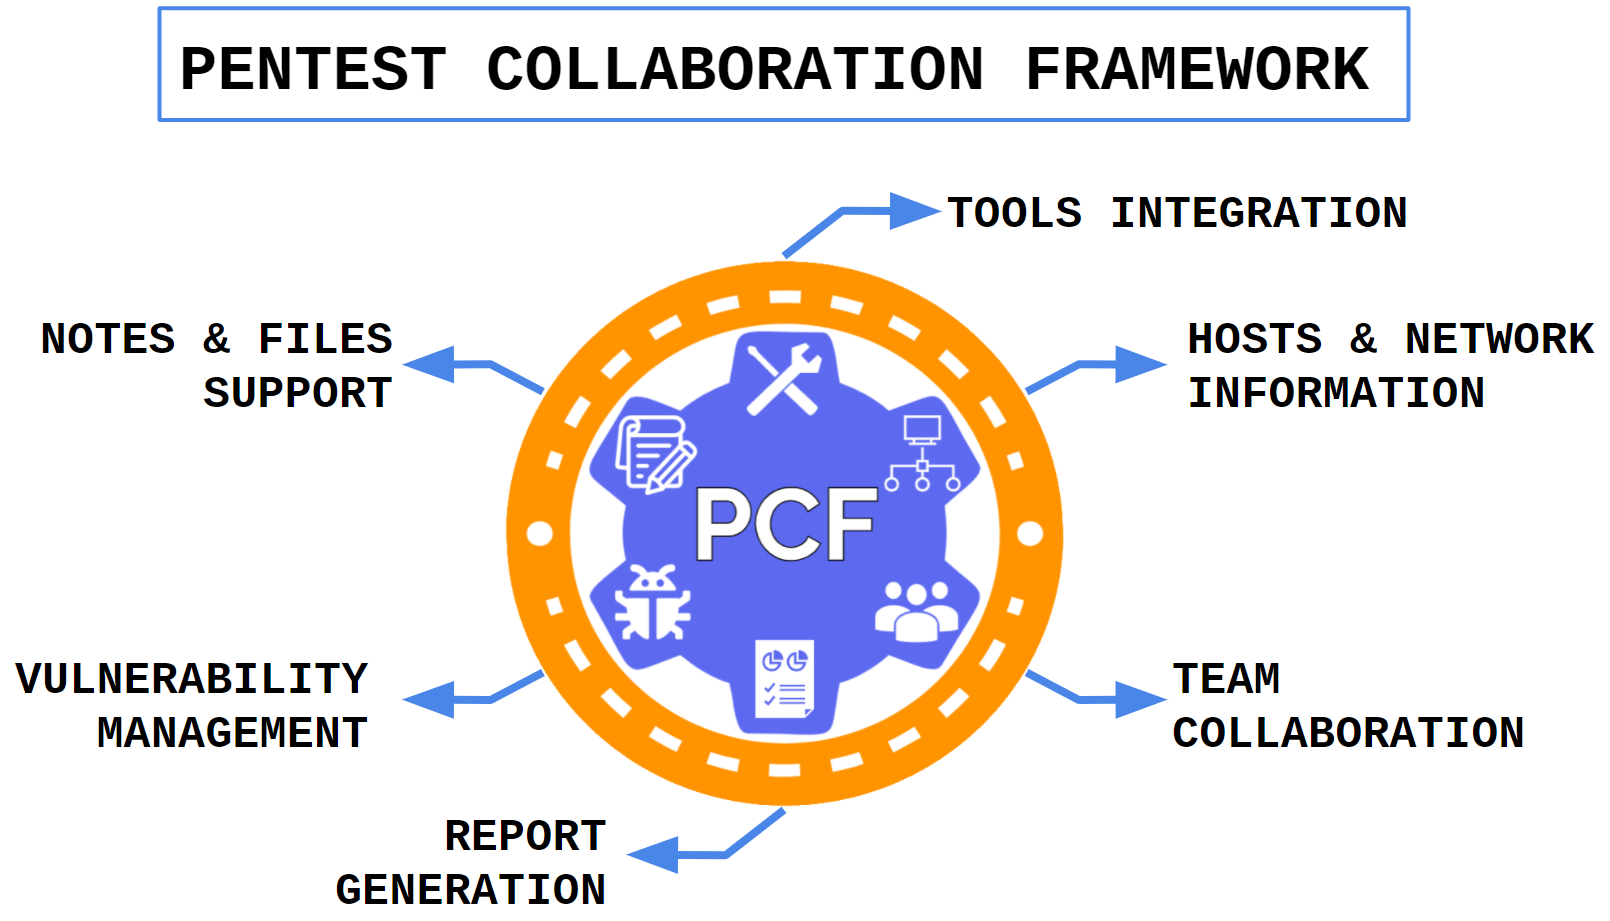 PENTEST COLLABORATION FRAMEWORK
TOOLS INTEGRATION
NOTES & FILES
SUPPORT
HOSTS & NETWORK
INFORMATION
PCF
VULNERABILITY
MANAGEMENT
TEAM
COLLABORATION
REPORT
GENERATION